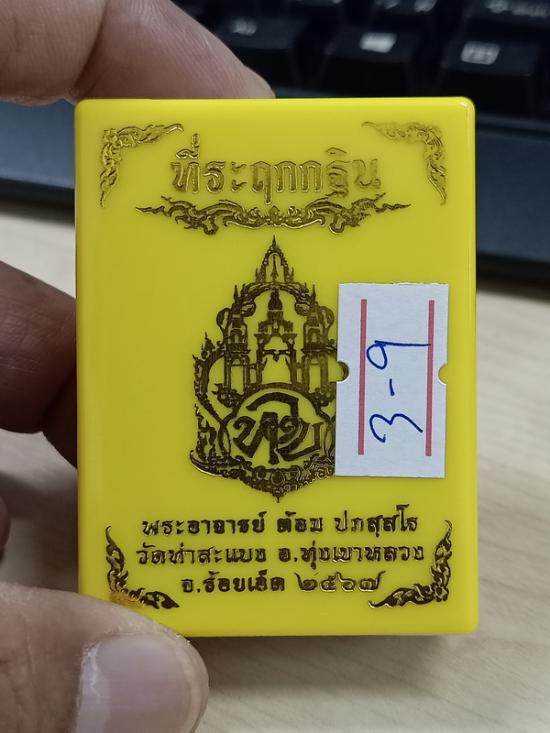 ที่ระฤกกฐิน
3-9
พระอาจารย์ ต้อม ปภสฺสโร
วัดท่าสะแบง อ.ทุ่งเขาหลวง
จ.ร้อยเอ็ด ๒๕๖๗